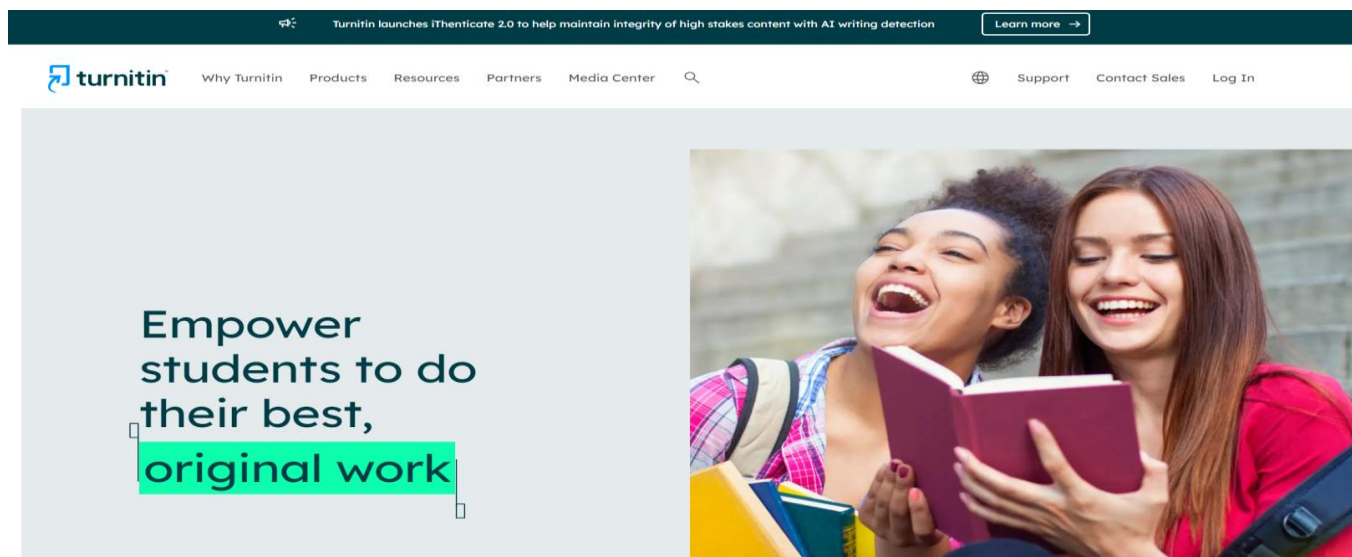 Turnitin launches iThenticate 2.0 to help maintain integrity of high stakes content with AI writing detection Learn more →
turnitin Why Turnitin Products Resources Partners Media Center Support Contact Sales Log In
Empower
students to do
their best,
original work